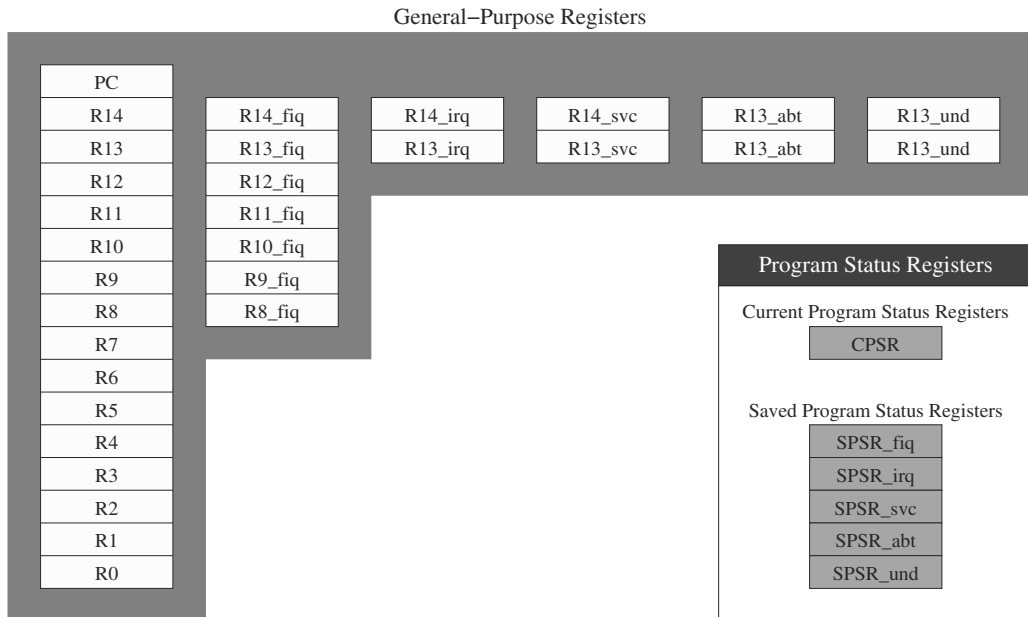 General−Purpose Registers
PC
R14 R14_fiq R14_irq R14_svc R13_abt R13_und
R13 R13_fiq R13_irq R13_svc R13_abt R13_und
R12 R12_fiq
R11 R11_fiq
R10 R10_fiq
R9 R9_fiq
R8 R8_fiq
R7
R6
R5
R4
R3
R2
R1
R0
Program Status Registers
Current Program Status Registers
CPSR
Saved Program Status Registers
SPSR_fiq
SPSR_irq
SPSR_svc
SPSR_abt
SPSR_und